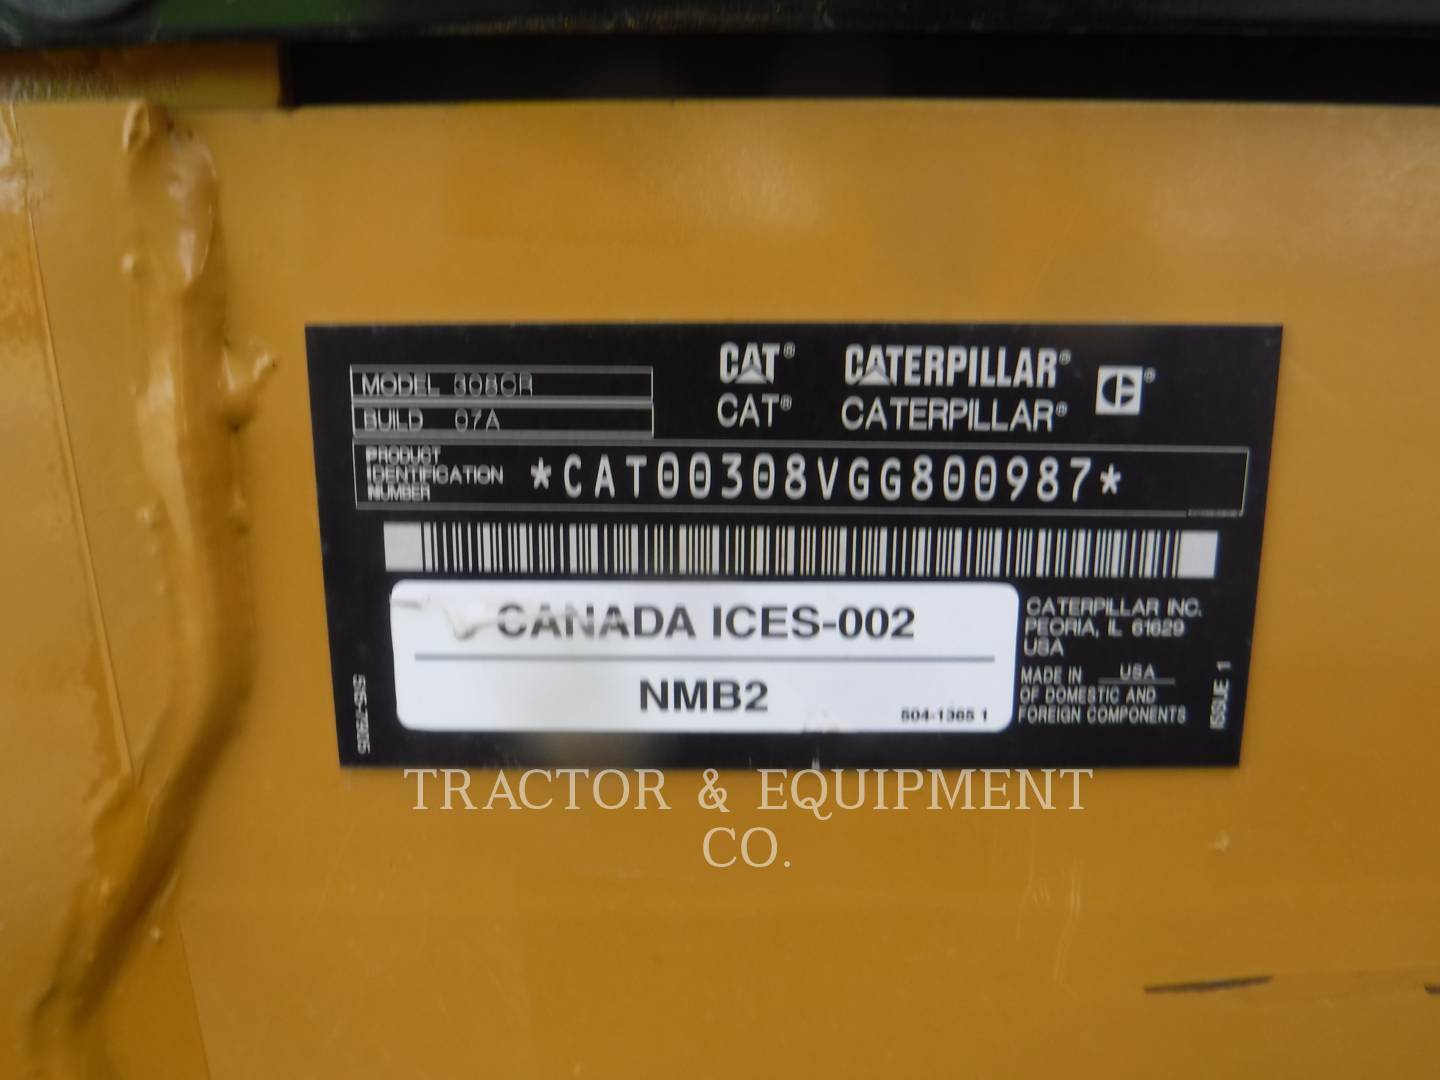 CAT® CATERPILLAR®
CAT® CATERPILLAR®
MODEL 308CR
BUILD 07A
PRODUCT
IDENTIFICATION
NUMBER
*CAT00308VGG800987*
CANADA ICES-002
NMB2
504-1365 1
CATERPILLAR INC.
PEORIA, IL 61629
USA
MADE IN USA
OF DOMESTIC AND
FOREIGN COMPONENTS
ISSUE 1
TRACTOR & EQUIPMENT
CO.